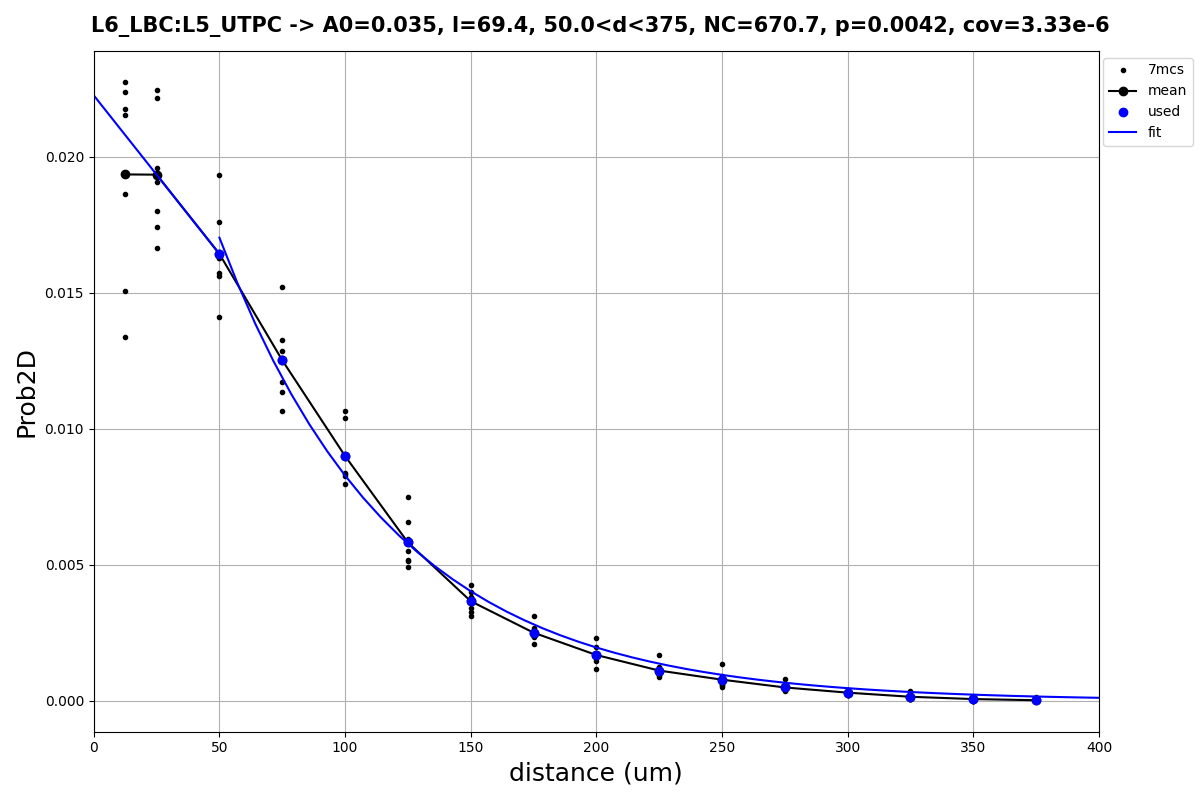 L6_LBC:L5_UTPC -> A0=0.035, l=69.4, 50.0<d<375, NC=670.7, p=0.0042, cov=3.33e-6
7mcs
mean
used
fit
Prob2D
0.020
0.015
0.010
0.005
0.000
0 50 100 150 200 250 300 350 400
distance (um)